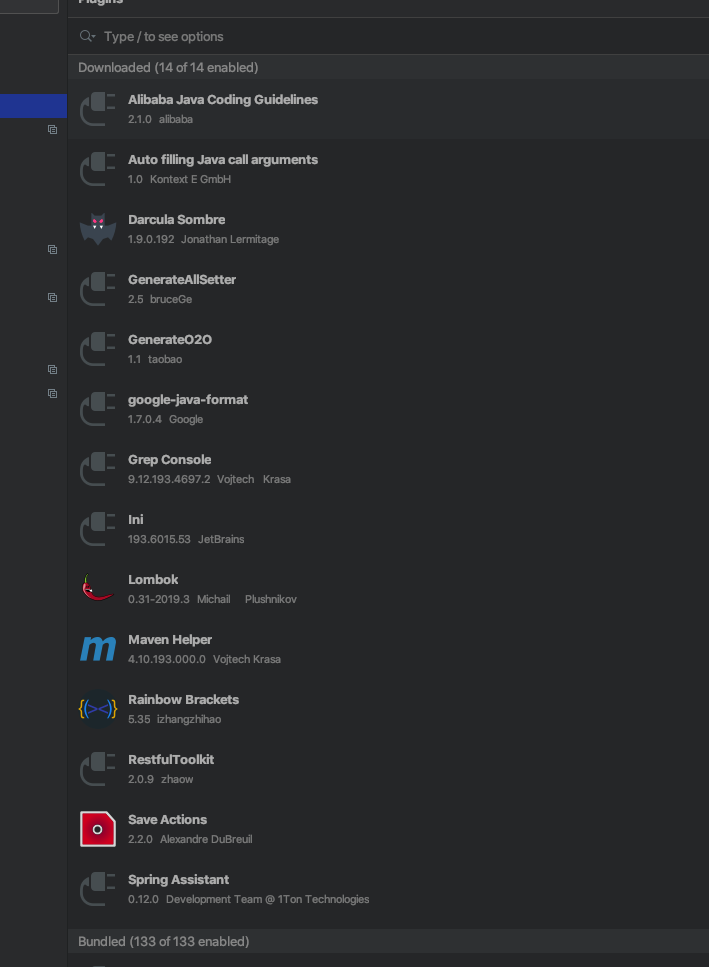 Plugins
Type / to see options
Downloaded (14 of 14 enabled)
Alibaba Java Coding Guidelines
2.1.0 alibaba
Auto filling Java call arguments
1.0 Kontext E GmbH
Darcula Sombre
1.9.0.192 Jonathan Lermitage
GenerateAllSetter
2.5 bruceGe
GenerateO2O
1.1 taobao
google-java-format
1.7.0.4 Google
Grep Console
9.12.193.4697.2 Vojtech Krasa
Ini
193.6015.53 JetBrains
Lombok
0.31-2019.3 Michail Plushnikov
Maven Helper
4.10.193.000.0 Vojtech Krasa
Rainbow Brackets
5.35 izhangzhihao
RestfulToolkit
2.0.9 zhaow
Save Actions
2.2.0 Alexandre DuBreuil
Spring Assistant
0.12.0 Development Team @ 1Ton Technologies
Bundled (133 of 133 enabled)